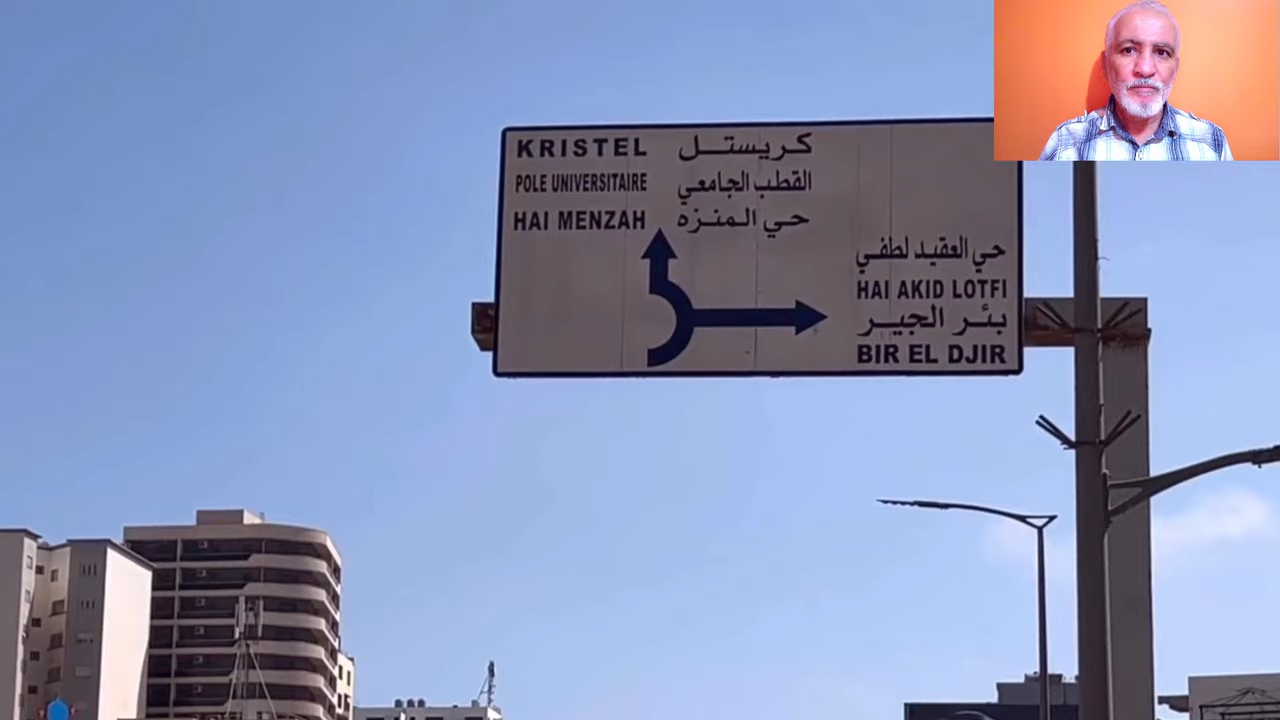 KRISTEL كريستل
POLE UNIVERSITAIRE القطب الجامعي
HAI MENZAH حي المنزه
حي العقيد لطفي
HAI AKID LOTFI
بئر الجير
BIR EL DJIR